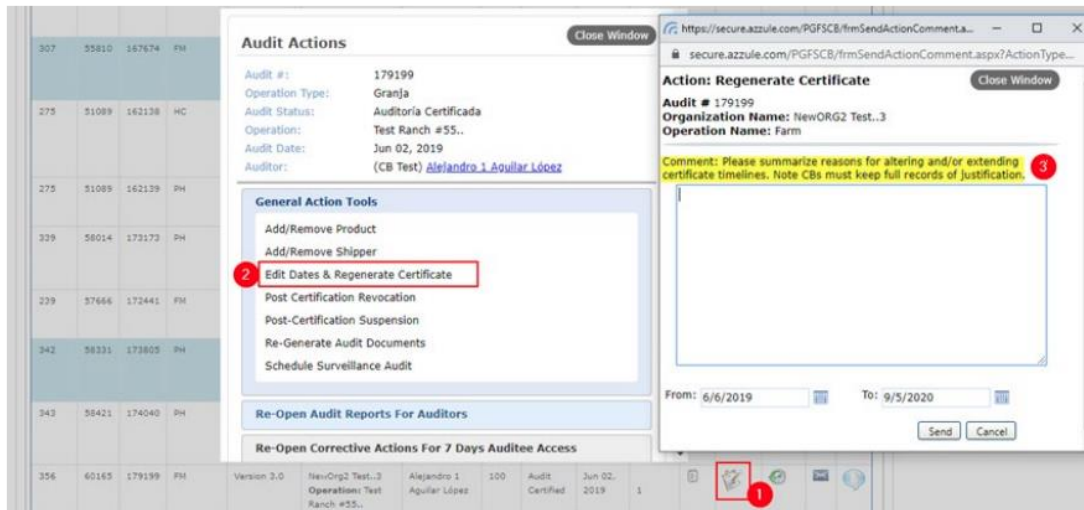 307 55810 167674 FM
275 51089 162138 HC
275 51089 162139 PH
339 58014 173173 PH
239 57666 172441 FM
342 58331 173805 PH
343 58421 174040 PH
Audit Actions
Close Window
Audit #: 179199
Operation Type: Granja
Audit Status: Auditoría Certificada
Operation: Test Ranch #55..
Audit Date: Jun 02, 2019
Auditor: (CB Test) Alejandro 1 Aguilar López
General Action Tools
Add/Remove Product
Add/Remove Shipper
2 Edit Dates & Regenerate Certificate
Post Certification Revocation
Post-Certification Suspension
Re-Generate Audit Documents
Schedule Surveillance Audit
Re-Open Audit Reports For Auditors
Re-Open Corrective Actions For 7 Days Auditee Access
https://secure.azzule.com/PGFSCB/frmSendActionComment.a...
secure.azzule.com/PGFSCB/frmSendActionComment.aspx?ActionType...
Action: Regenerate Certificate
Close Window
Audit # 179199
Organization Name: NewORG2 Test..3
Operation Name: Farm
Comment: Please summarize reasons for altering and/or extending
certificate timelines. Note CBs must keep full records of justification.
3
From: 6/6/2019 To: 9/5/2020
Send Cancel
356 60165 179199 FM Version 3.0 NewOrg2 Test..3 Alejandro 1 100 Audit Jun 02,
Operation: Test Aguilar López Certified 2019 1
Ranch #55..
1